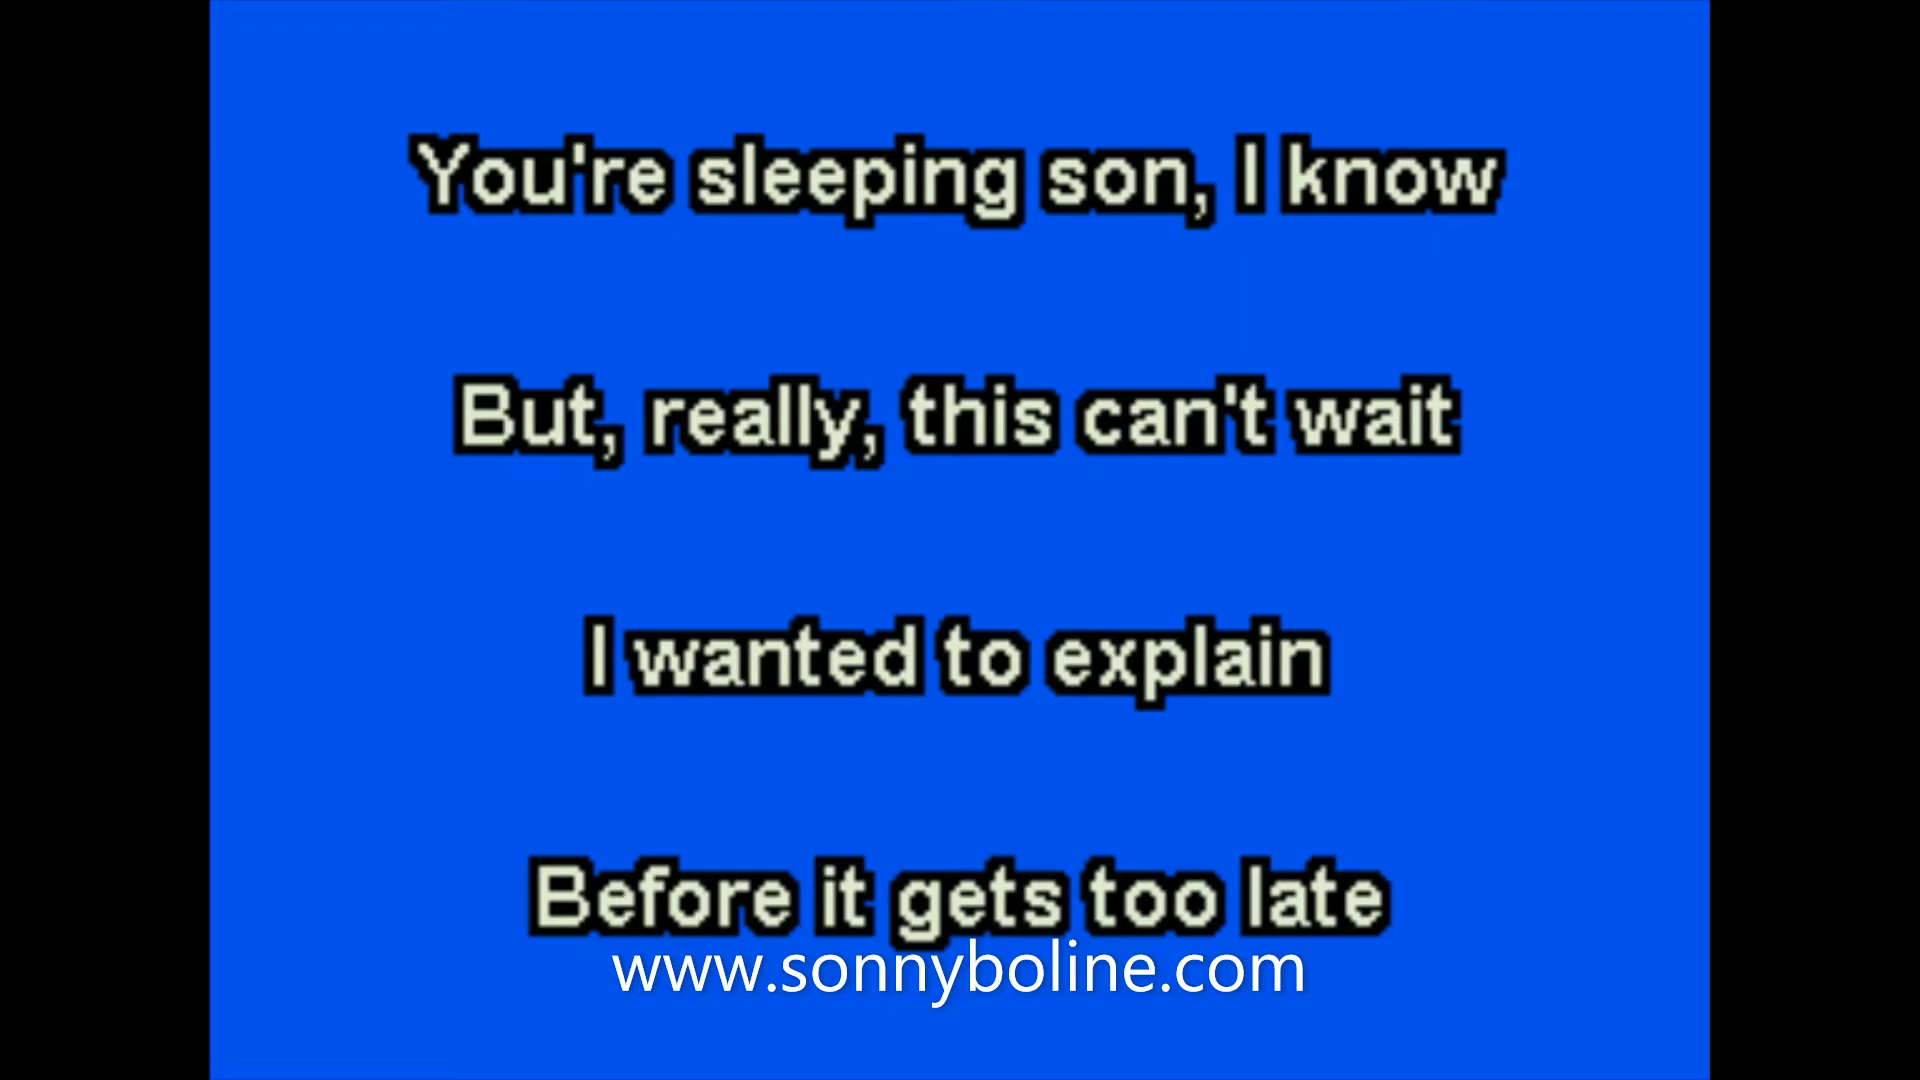 You're sleeping son, I know
But, really, this can't wait
I wanted to explain
Before it gets too late
www.sonnyboline.com